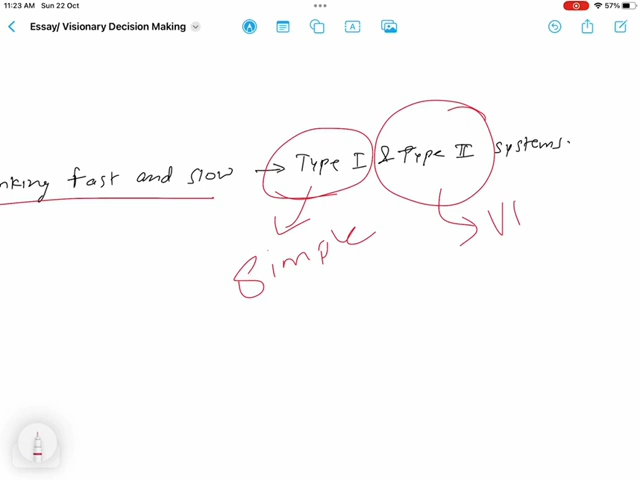 11:23 AM Sun 22 Oct
57%
Essay/ Visionary Decision Making
nking fast and slow → Type I & Type II systems.
Simple
VI